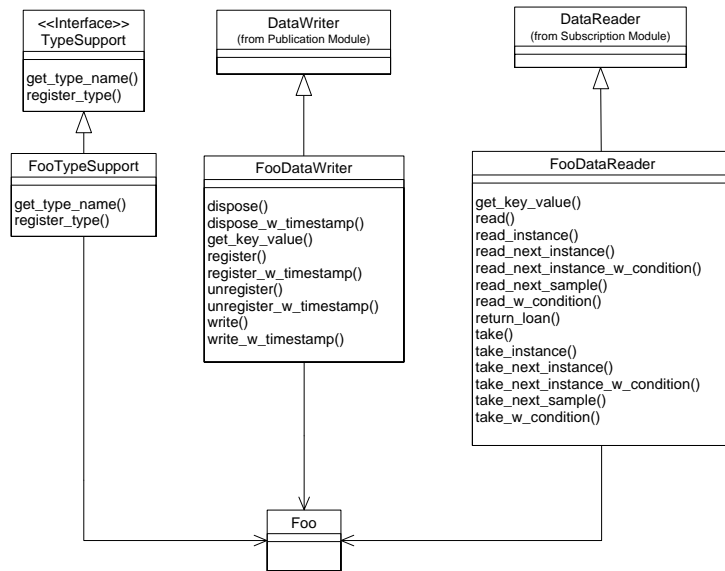 <<Interface>>
TypeSupport
get_type_name()
register_type()
DataWriter
(from Publication Module)
DataReader
(from Subscription Module)
FooTypeSupport
get_type_name()
register_type()
FooDataWriter
dispose()
dispose_w_timestamp()
get_key_value()
register()
register_w_timestamp()
unregister()
unregister_w_timestamp()
write()
write_w_timestamp()
FooDataReader
get_key_value()
read()
read_instance()
read_next_instance()
read_next_instance_w_condition()
read_next_sample()
read_w_condition()
return_loan()
take()
take_instance()
take_next_instance()
take_next_instance_w_condition()
take_next_sample()
take_w_condition()
Foo